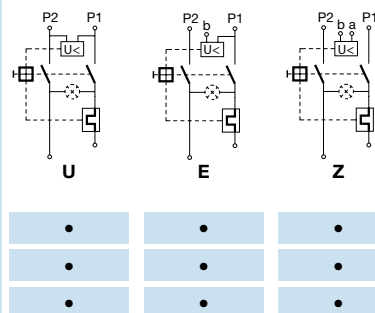 P2 P1 P2 b P1 P2 b a P1
U< U< U<
U E Z
• • •
• • •
• • •